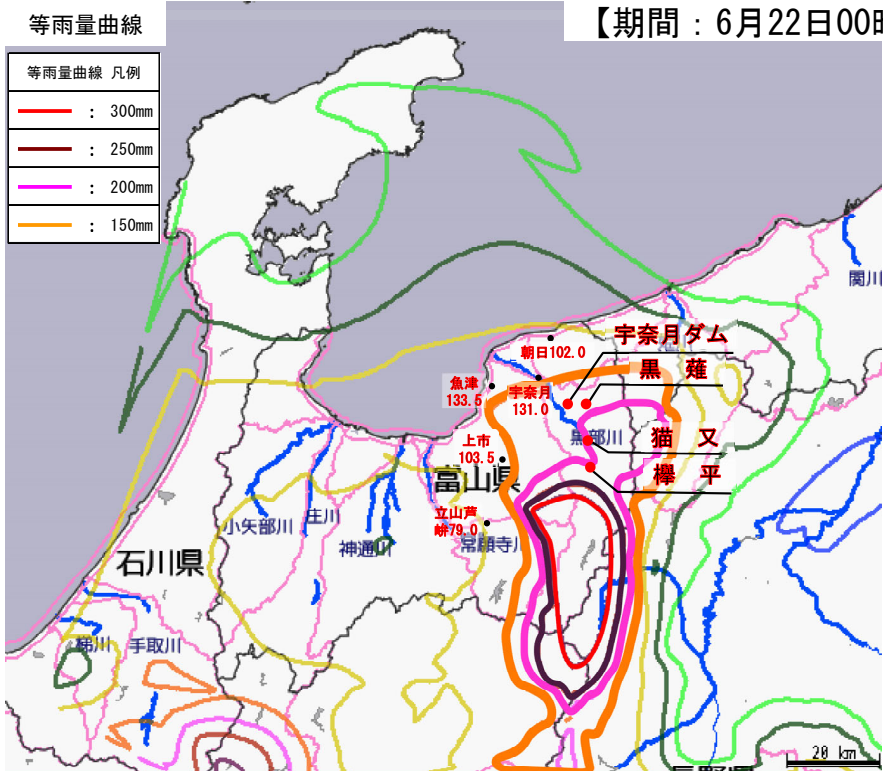 等雨量曲線
【期間：6月22日00時
等雨量曲線 凡例
： 300mm
： 250mm
： 200mm
： 150mm
関川
宇奈月ダム
朝日102.0
黒 薙
魚津
133.5
宇奈月
131.0
黒部川
猫 又
上市
103.5
欅 平
富山県
立山芦
峅79.0
常願寺川
小矢部川
庄川
神通川
石川県
梯川
手取川
長野県
20 km